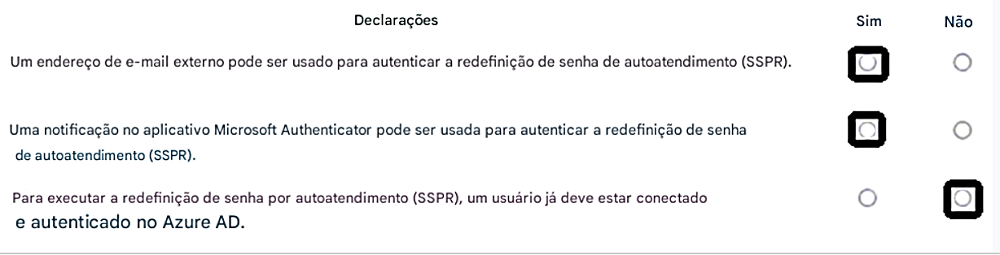 Declarações Sim Não
Um endereço de e-mail externo pode ser usado para autenticar a redefinição de senha de autoatendimento (SSPR).
Uma notificação no aplicativo Microsoft Authenticator pode ser usada para autenticar a redefinição de senha
de autoatendimento (SSPR).
Para executar a redefinição de senha por autoatendimento (SSPR), um usuário já deve estar conectado
e autenticado no Azure AD.